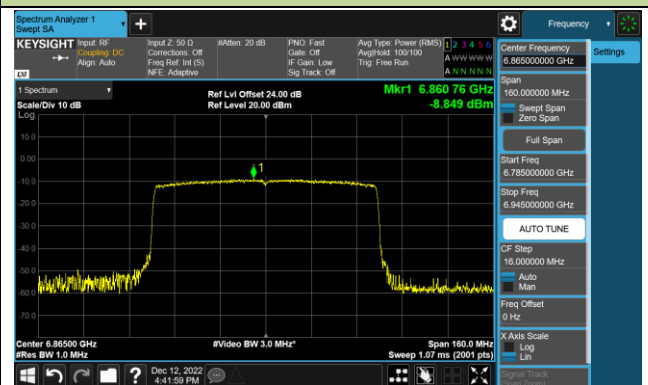 Spectrum Analyzer 1
Swept SA
Frequency
KEYSIGHT
Input: RF
Coupling: DC
Align: Auto
Input Z: 50 Ω
Corrections: Off
Freq Ref: Int (S)
NFE: Adaptive
#Atten: 20 dB
PNO: Fast
Gate: Off
IF Gain: Low
Sig Track: Off
Avg Type: Power (RMS)
Avg|Hold: 100/100
Trig: Free Run
1 2 3 4 5 6
A W W W W W
A N N N N N
LXI
Center Frequency
6.865000000 GHz
Settings
Span
160.000000 MHz
Swept Span
Zero Span
Full Span
Start Freq
6.785000000 GHz
Stop Freq
6.945000000 GHz
AUTO TUNE
CF Step
16.000000 MHz
Auto
Man
Freq Offset
0 Hz
X Axis Scale
Log
Lin
Signal Track
(Span Zoom)
1 Spectrum
Scale/Div 10 dB
Log
Ref Lvl Offset 24.00 dB
Ref Level 20.00 dBm
Mkr1 6.860 76 GHz
-8.849 dBm
10.0
0.00
-10.0
-20.0
-30.0
-40.0
-50.0
-60.0
-70.0
1
Center 6.86500 GHz
#Res BW 1.0 MHz
#Video BW 3.0 MHz*
Span 160.0 MHz
Sweep 1.07 ms (2001 pts)
?
Dec 12, 2022
4:41:59 PM